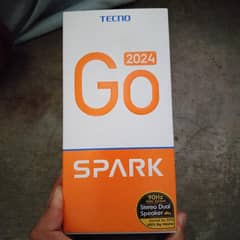 TECNO
2024
Go
SPARK
90Hz
Stereo Dual
Speaker